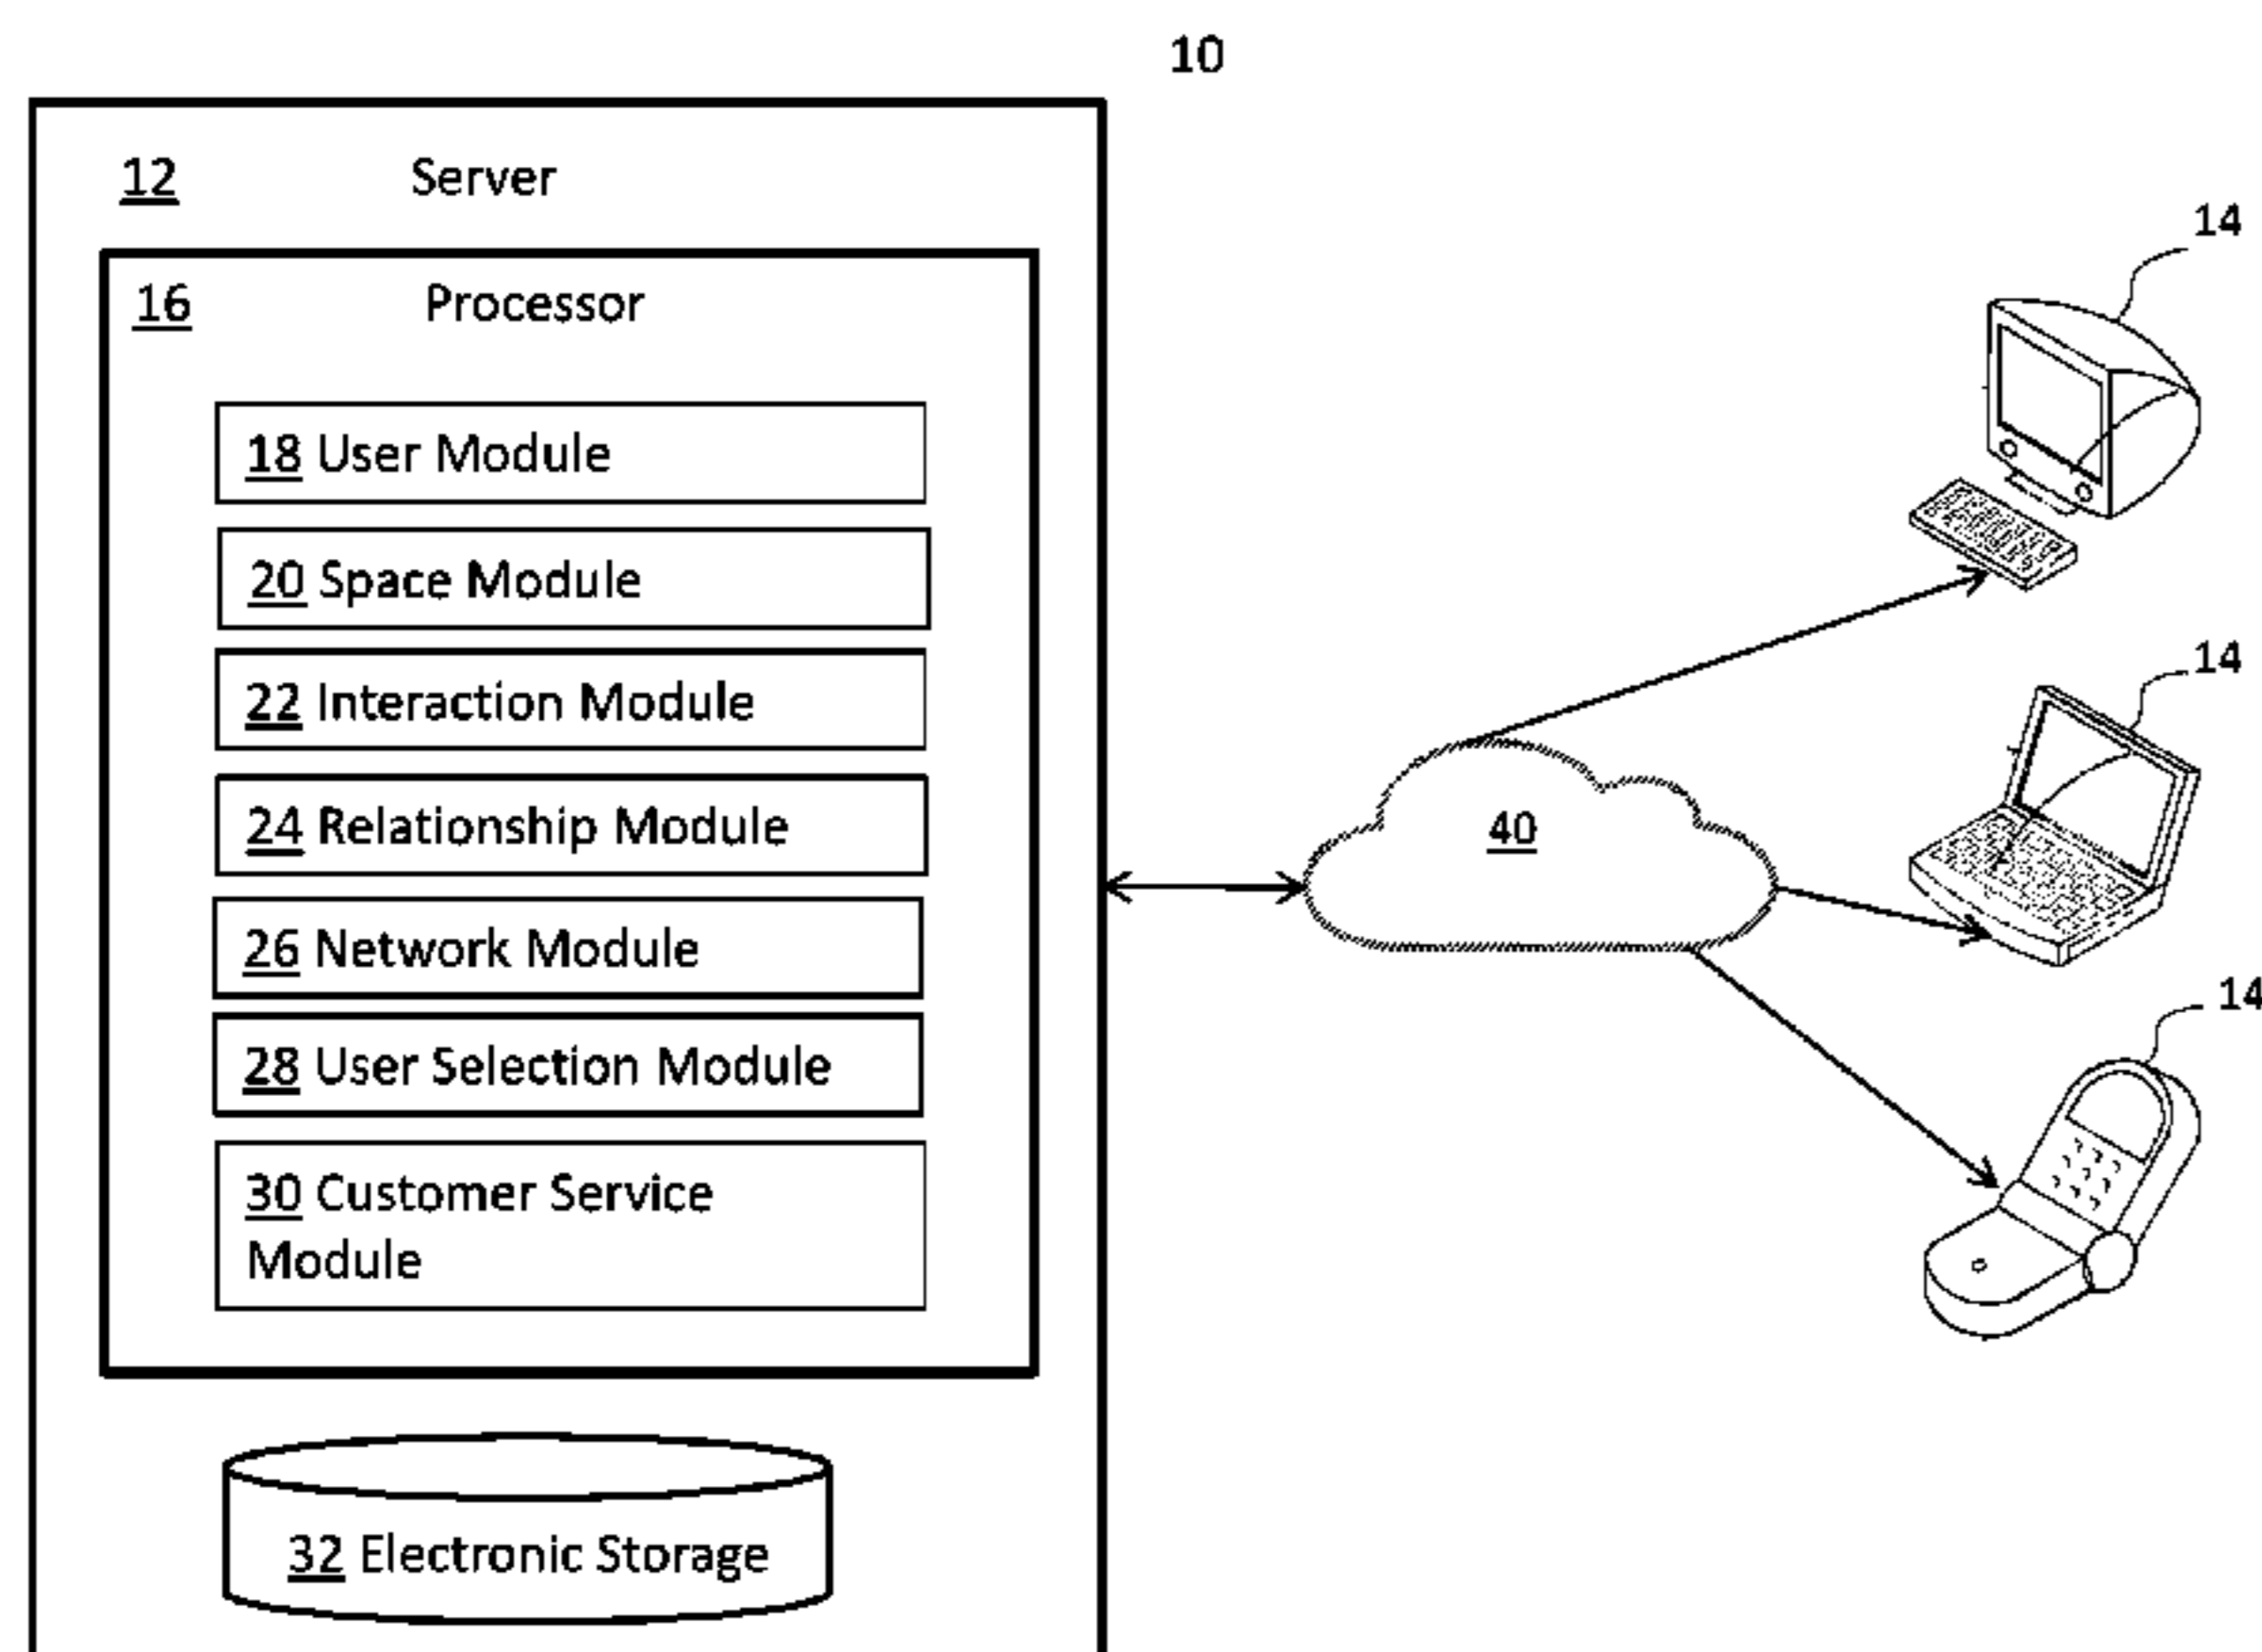 10
12 Server
16 Processor
18 User Module
20 Space Module
22 Interaction Module
24 Relationship Module
26 Network Module
28 User Selection Module
30 Customer Service
Module
32 Electronic Storage
40
14
14
14